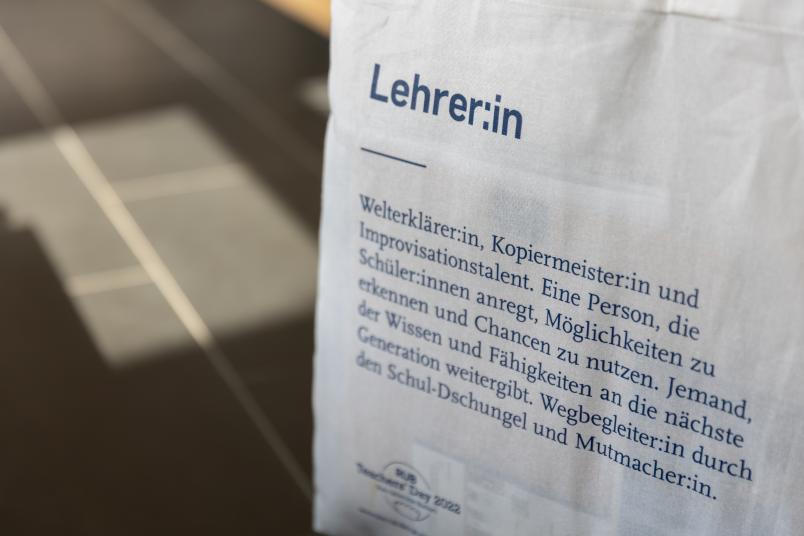 Lehrer:in
Welterklärer:in, Kopiermeister:in und
Improvisationstalent. Eine Person, die
Schüler:innen anregt, Möglichkeiten zu
erkennen und Chancen zu nutzen. Jemand,
der Wissen und Fähigkeiten an die nächste
Generation weitergibt. Wegbegleiter:in durch
den Schul-Dschungel und Mutmacher:in.
RUB
Teachers' Day 2022